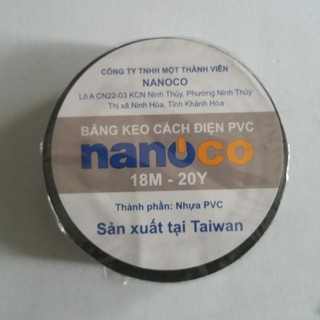 CÔNG TY TNHH MỘT THÀNH VIÊN
NANOCO
Lô A CN22-03 KCN Ninh Thủy, Phường Ninh Thủy
Thị xã Ninh Hòa, Tỉnh Khánh Hòa
BĂNG KEO CÁCH ĐIỆN PVC
nanoco
18M - 20Y
Thành phần: Nhựa PVC
Sản xuất tại Taiwan